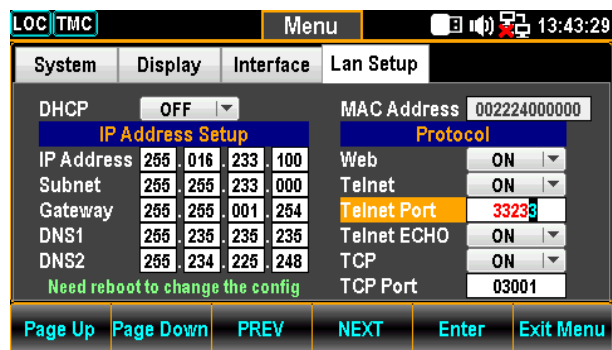 LOC TMC Menu 13:43:29
System Display Interface Lan Setup
DHCP OFF MAC Address 002224000000
IP Address Setup Protocol
IP Address 255 . 016 . 233 . 100 Web ON
Subnet 255 . 255 . 233 . 000 Telnet ON
Gateway 255 . 255 . 001 . 254 Telnet Port 33233
DNS1 255 . 235 . 235 . 235 Telnet ECHO ON
DNS2 255 . 234 . 225 . 248 TCP ON
Need reboot to change the config TCP Port 03001
Page Up Page Down PREV NEXT Enter Exit Menu